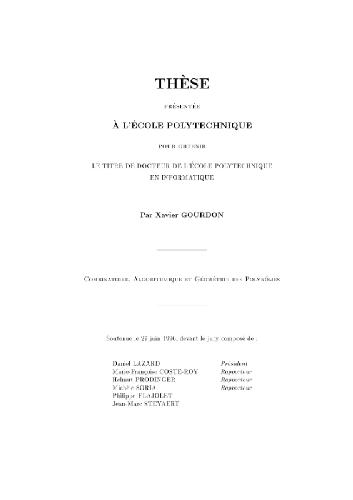 THÈSE
PRÉSENTÉE
À L'ÉCOLE POLYTECHNIQUE
POUR OBTENIR
LE TITRE DE DOCTEUR DE L'ÉCOLE POLYTECHNIQUE
EN INFORMATIQUE
Par Xavier GOURDON
COMBINATOIRE, ALGORITHMIQUE ET GÉOMÉTRIE DES POLYNÔMES
Soutenue le juin 1996, devant le jury composé de :
Daniel LAZARD Président
Marie-Françoise COSTE-ROY Rapporteur
Helmut PRODINGER Rapporteur
Michèle SORIA Rapporteur
Philippe FLAJOLET
Jean-Marc STEYAERT